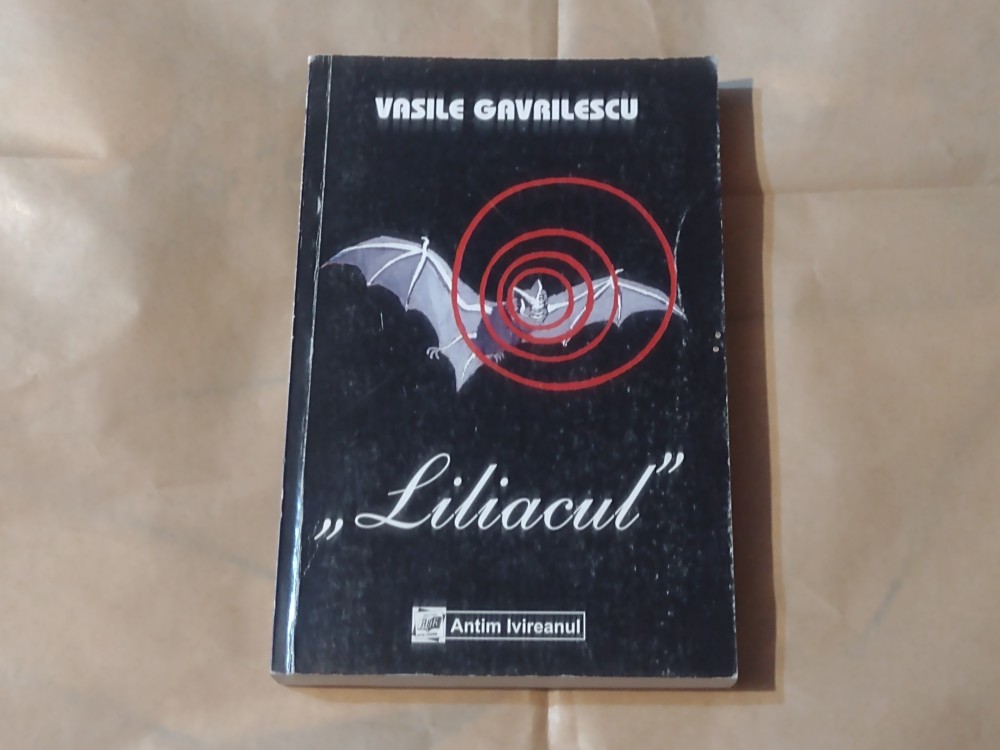 VASILE GAVRILESCU
„Liliacul”
Antim Ivireanul